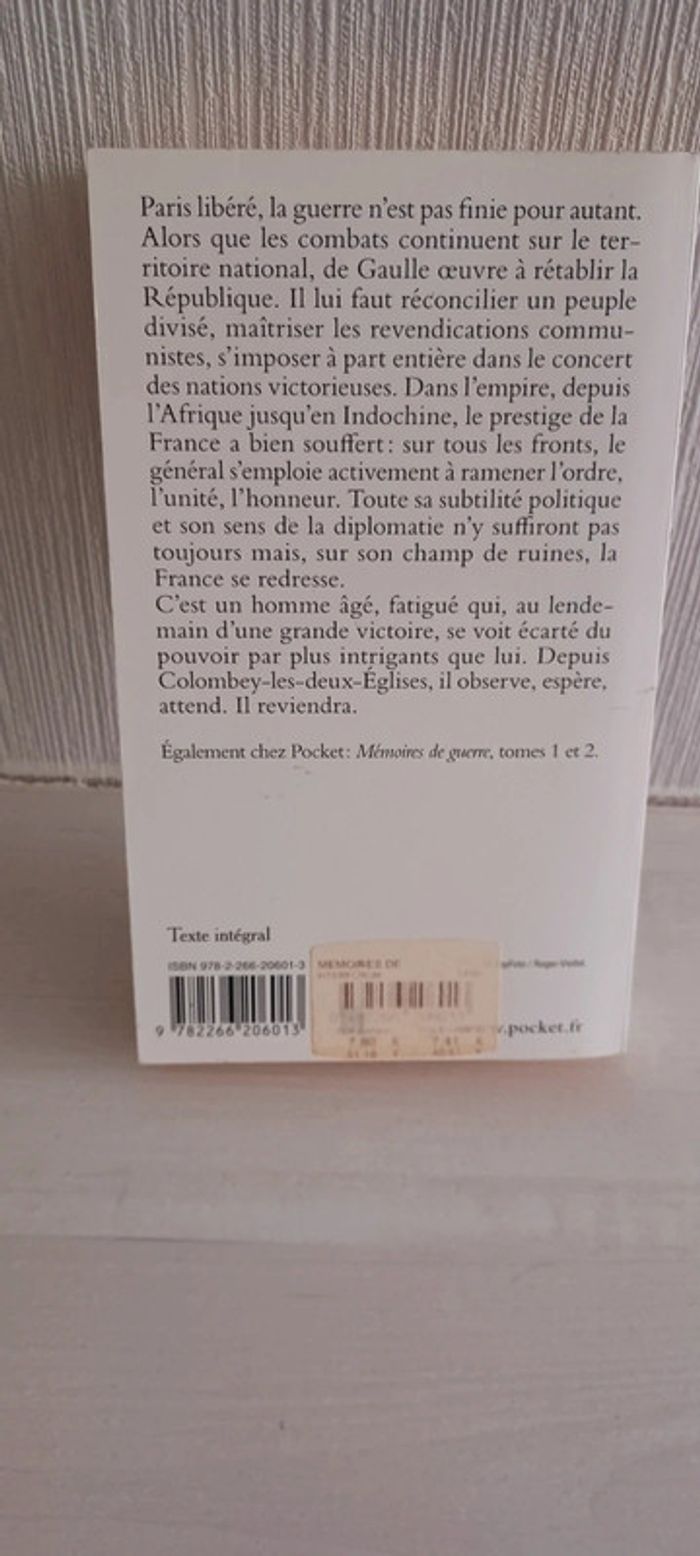 Paris libéré, la guerre n'est pas finie pour autant.
Alors que les combats continuent sur le ter-
ritoire national, de Gaulle œuvre à rétablir la
République. Il lui faut réconcilier un peuple
divisé, maîtriser les revendications commu-
nistes, s'imposer à part entière dans le concert
des nations victorieuses. Dans l'empire, depuis
l'Afrique jusqu'en Indochine, le prestige de la
France a bien souffert : sur tous les fronts, le
général s'emploie activement à ramener l'ordre,
l'unité, l'honneur. Toute sa subtilité politique
et son sens de la diplomatie n'y suffiront pas
toujours mais, sur son champ de ruines, la
France se redresse.
C'est un homme âgé, fatigué qui, au lende-
main d'une grande victoire, se voit écarté du
pouvoir par plus intrigants que lui. Depuis
Colombey-les-deux-Églises, il observe, espère,
attend. Il reviendra.
Également chez Pocket : Mémoires de guerre, tomes 1 et 2.
Texte intégral
ISBN 978-2-266-20601-3
MEMOIRES DE
Roger-Viollet
9 782266 206013
.pocket.fr
7.80 € 7.41 €